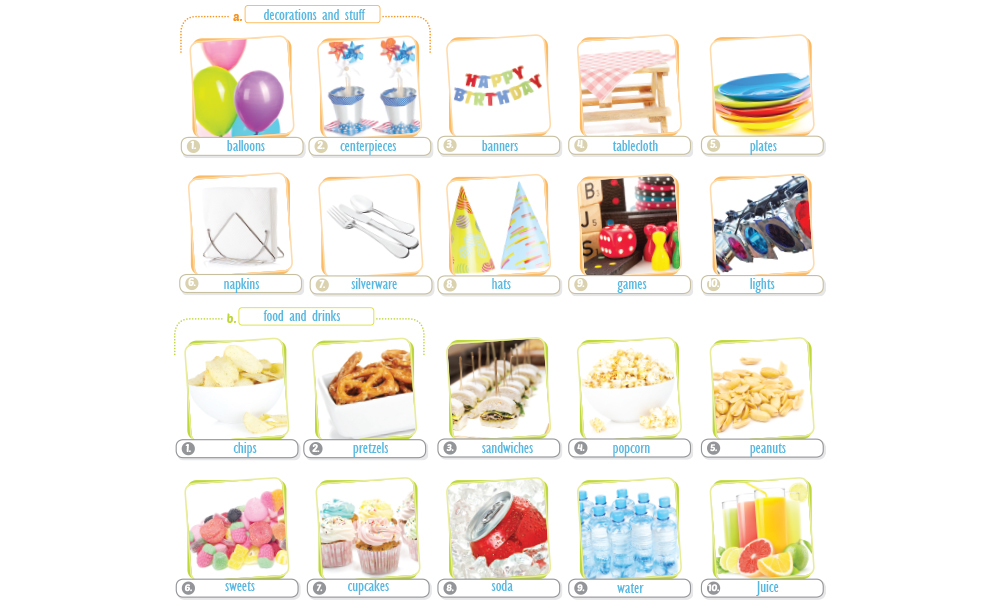 a. decorations and stuff
HAPPY
BIRTHDAY
1. balloons
2. centerpieces
3. banners
4. tablecloth
5. plates
B
J
S
6. napkins
7. silverware
8. hats
9. games
10. lights
b. food and drinks
1. chips
2. pretzels
3. sandwiches
4. popcorn
5. peanuts
6. sweets
7. cupcakes
8. soda
9. water
10. Juice